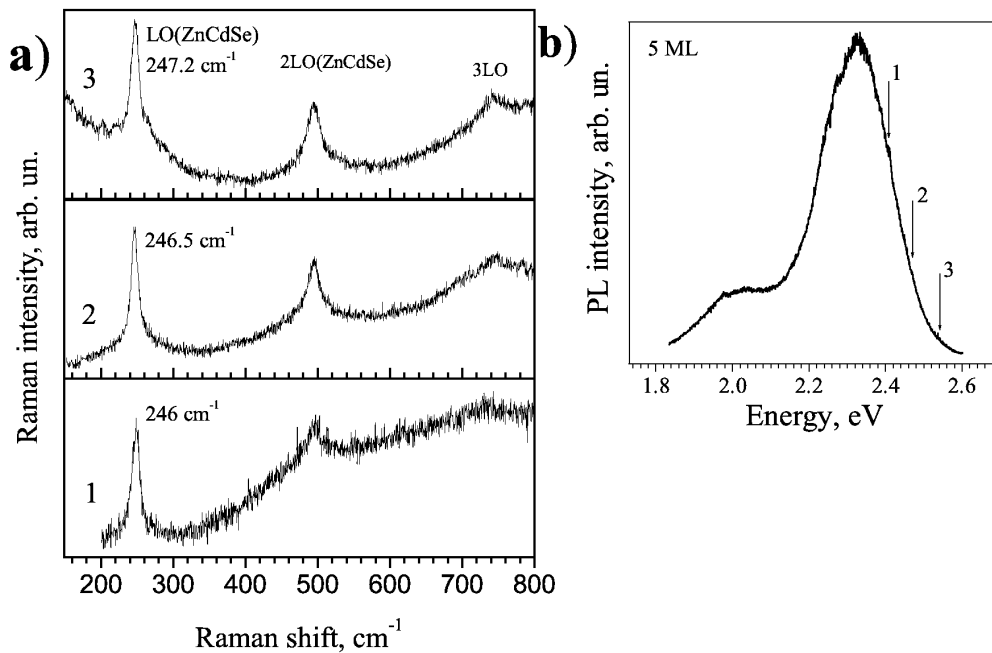 a)
LO(ZnCdSe)
247.2 cm-1
2LO(ZnCdSe)
3LO
3
246.5 cm-1
2
246 cm-1
1
200 300 400 500 600 700 800
Raman shift, cm-1
Raman intensity, arb. un.
b)
5 ML
1
2
3
1.8 2.0 2.2 2.4 2.6
Energy, eV
PL intensity, arb. un.